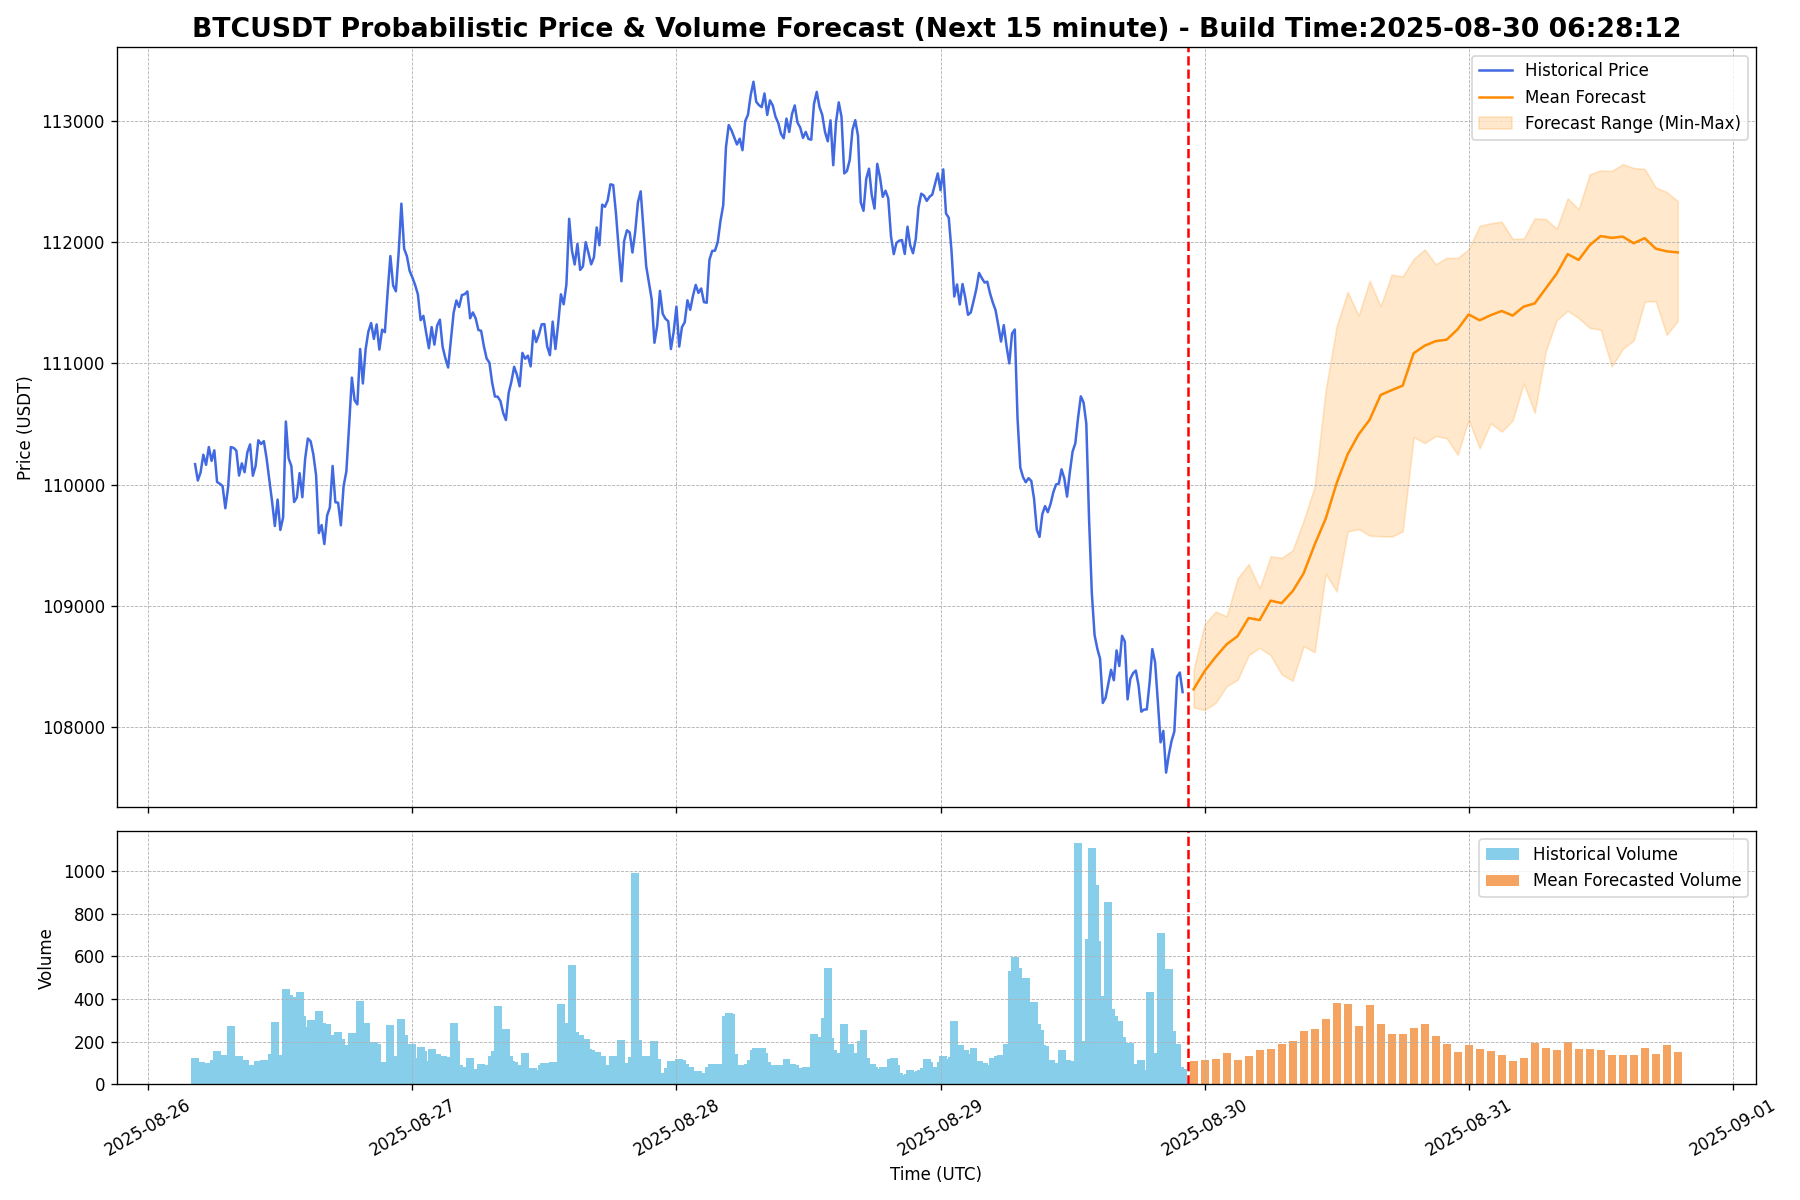 BTCUSDT Probabilistic Price & Volume Forecast (Next 15 minute) - Build Time:2025-08-30 06:28:12
Historical Price
Mean Forecast
Forecast Range (Min-Max)
Price (USDT)
113000
112000
111000
110000
109000
108000
Historical Volume
Mean Forecasted Volume
Volume
1000
800
600
400
200
0
2025-08-26
2025-08-27
2025-08-28
2025-08-29
2025-08-30
2025-08-31
2025-09-01
Time (UTC)